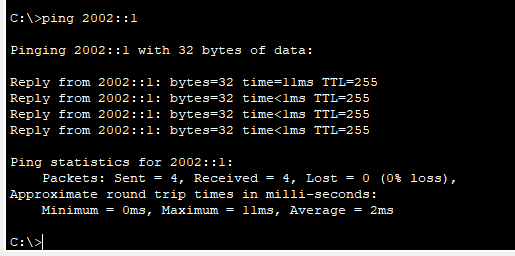 C:\>ping 2002::1
Pinging 2002::1 with 32 bytes of data:
Reply from 2002::1: bytes=32 time=11ms TTL=255
Reply from 2002::1: bytes=32 time<1ms TTL=255
Reply from 2002::1: bytes=32 time<1ms TTL=255
Reply from 2002::1: bytes=32 time<1ms TTL=255
Ping statistics for 2002::1:
Packets: Sent = 4, Received = 4, Lost = 0 (0% loss),
Approximate round trip times in milli-seconds:
Minimum = 0ms, Maximum = 11ms, Average = 2ms
C:\>